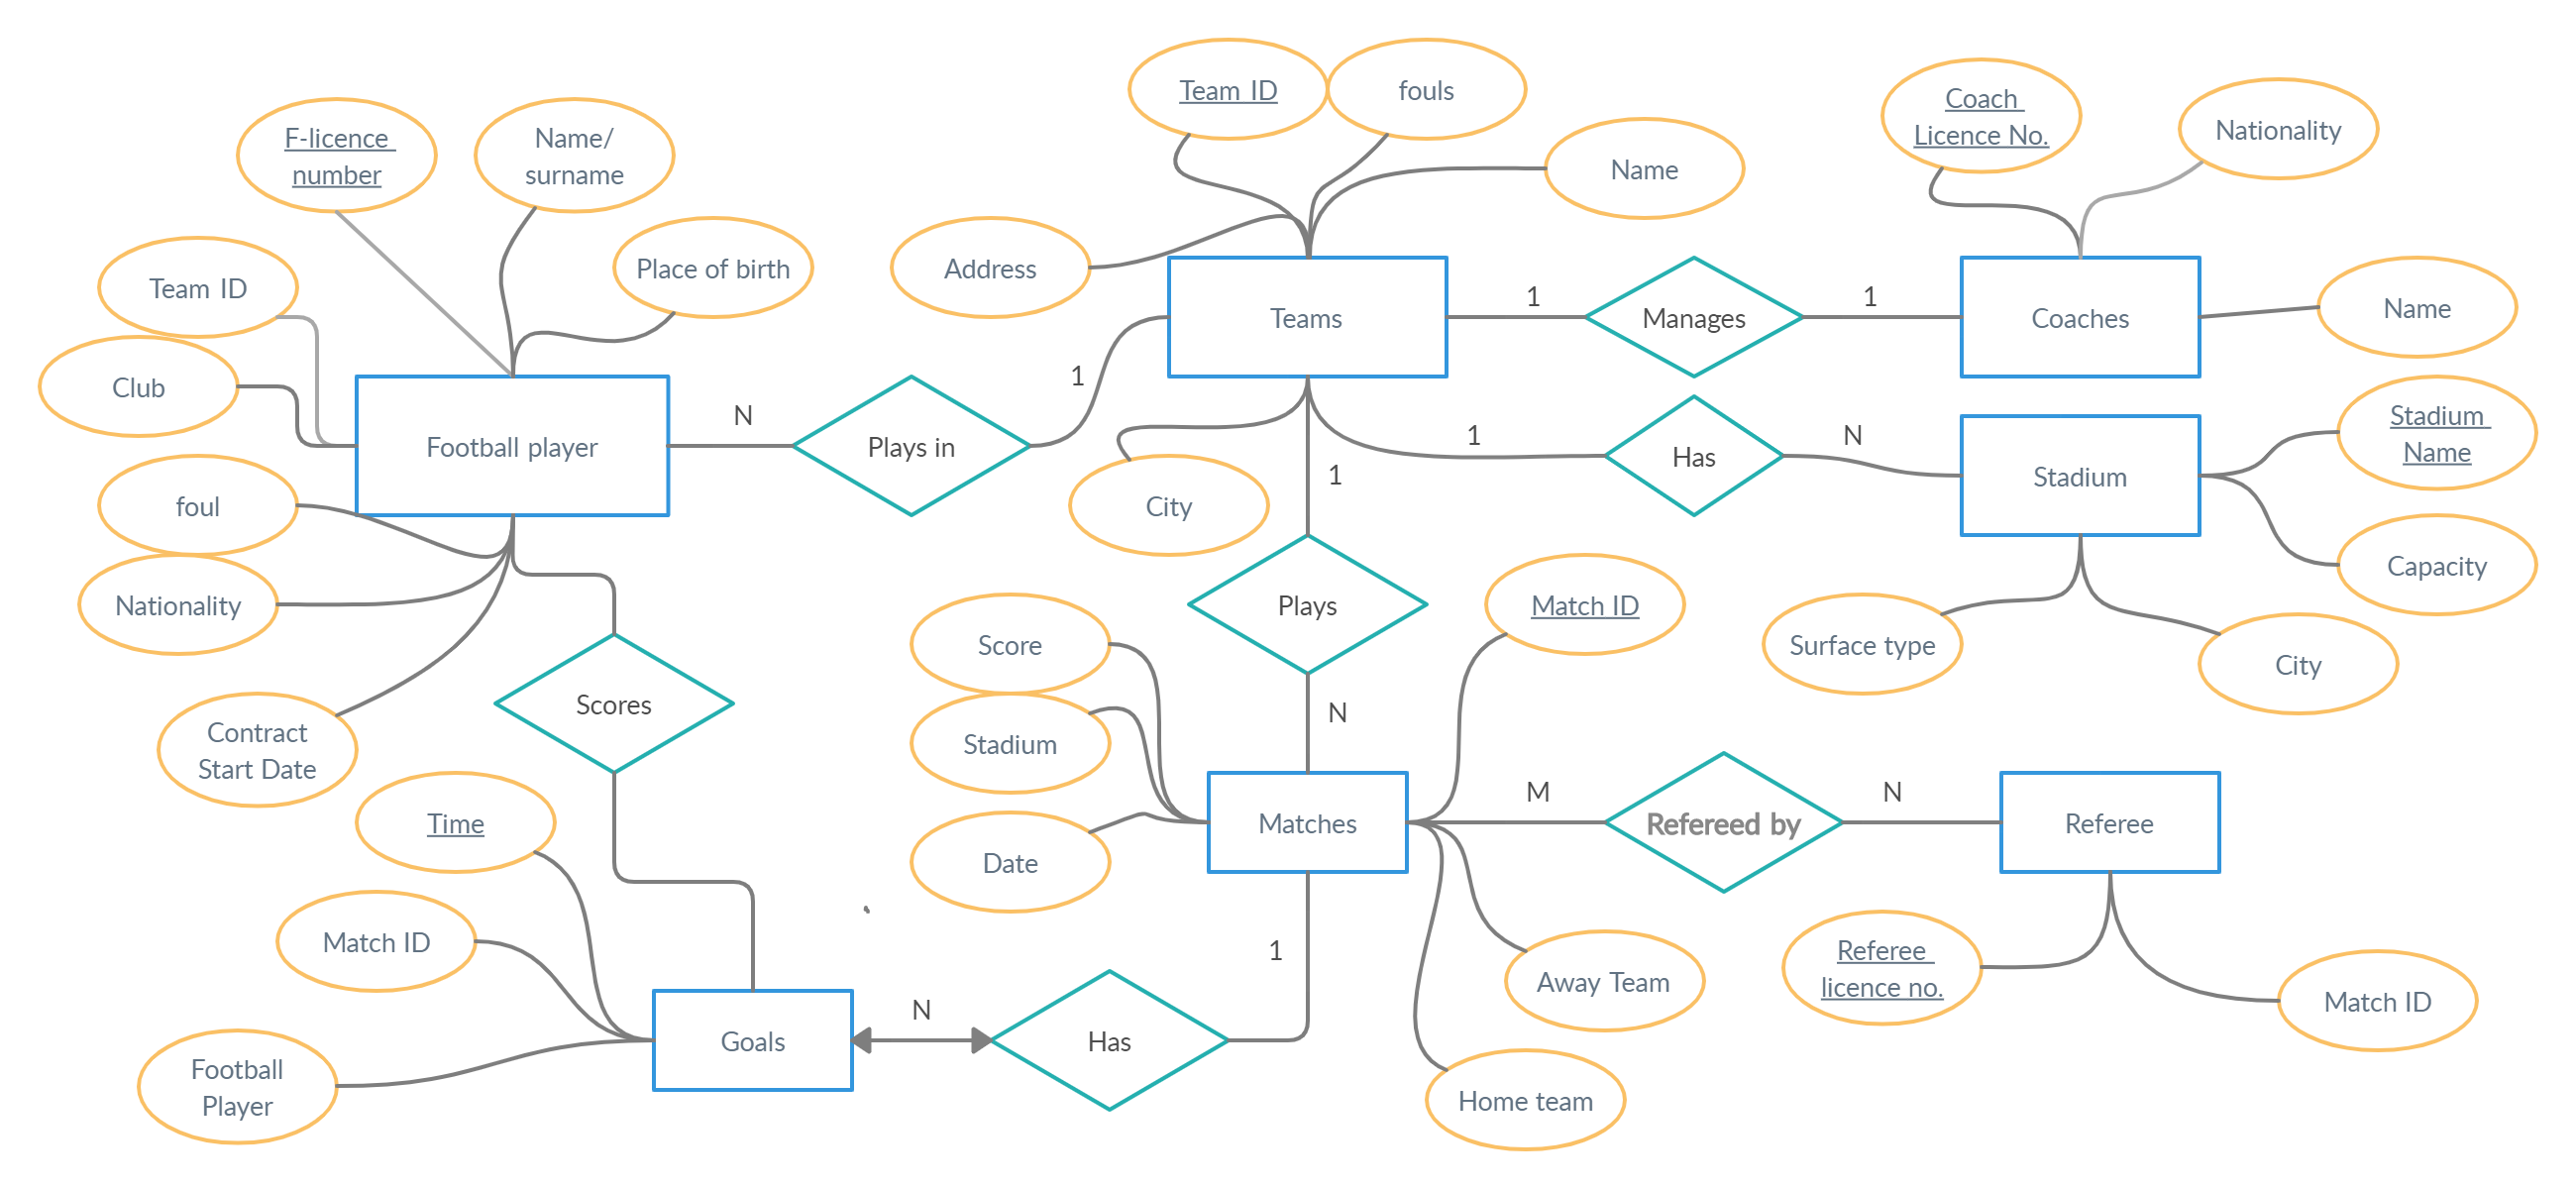 Team ID
fouls
Coach
Licence No.
Nationality
F-licence
number
Name/
surname
Name
Place of birth
Address
Team ID
Teams
1
Manages
1
Coaches
Name
Club
1
Football player
N
Plays in
City
1
Has
N
Stadium
Stadium
Name
1
foul
Nationality
Plays
Match ID
Capacity
Surface type
City
Score
Stadium
Date
N
Scores
Contract
Start Date
Time
Matches
M
Refereed by
N
Referee
Match ID
1
Away Team
Referee
licence no.
Match ID
Football
Player
Goals
N
Has
Home team